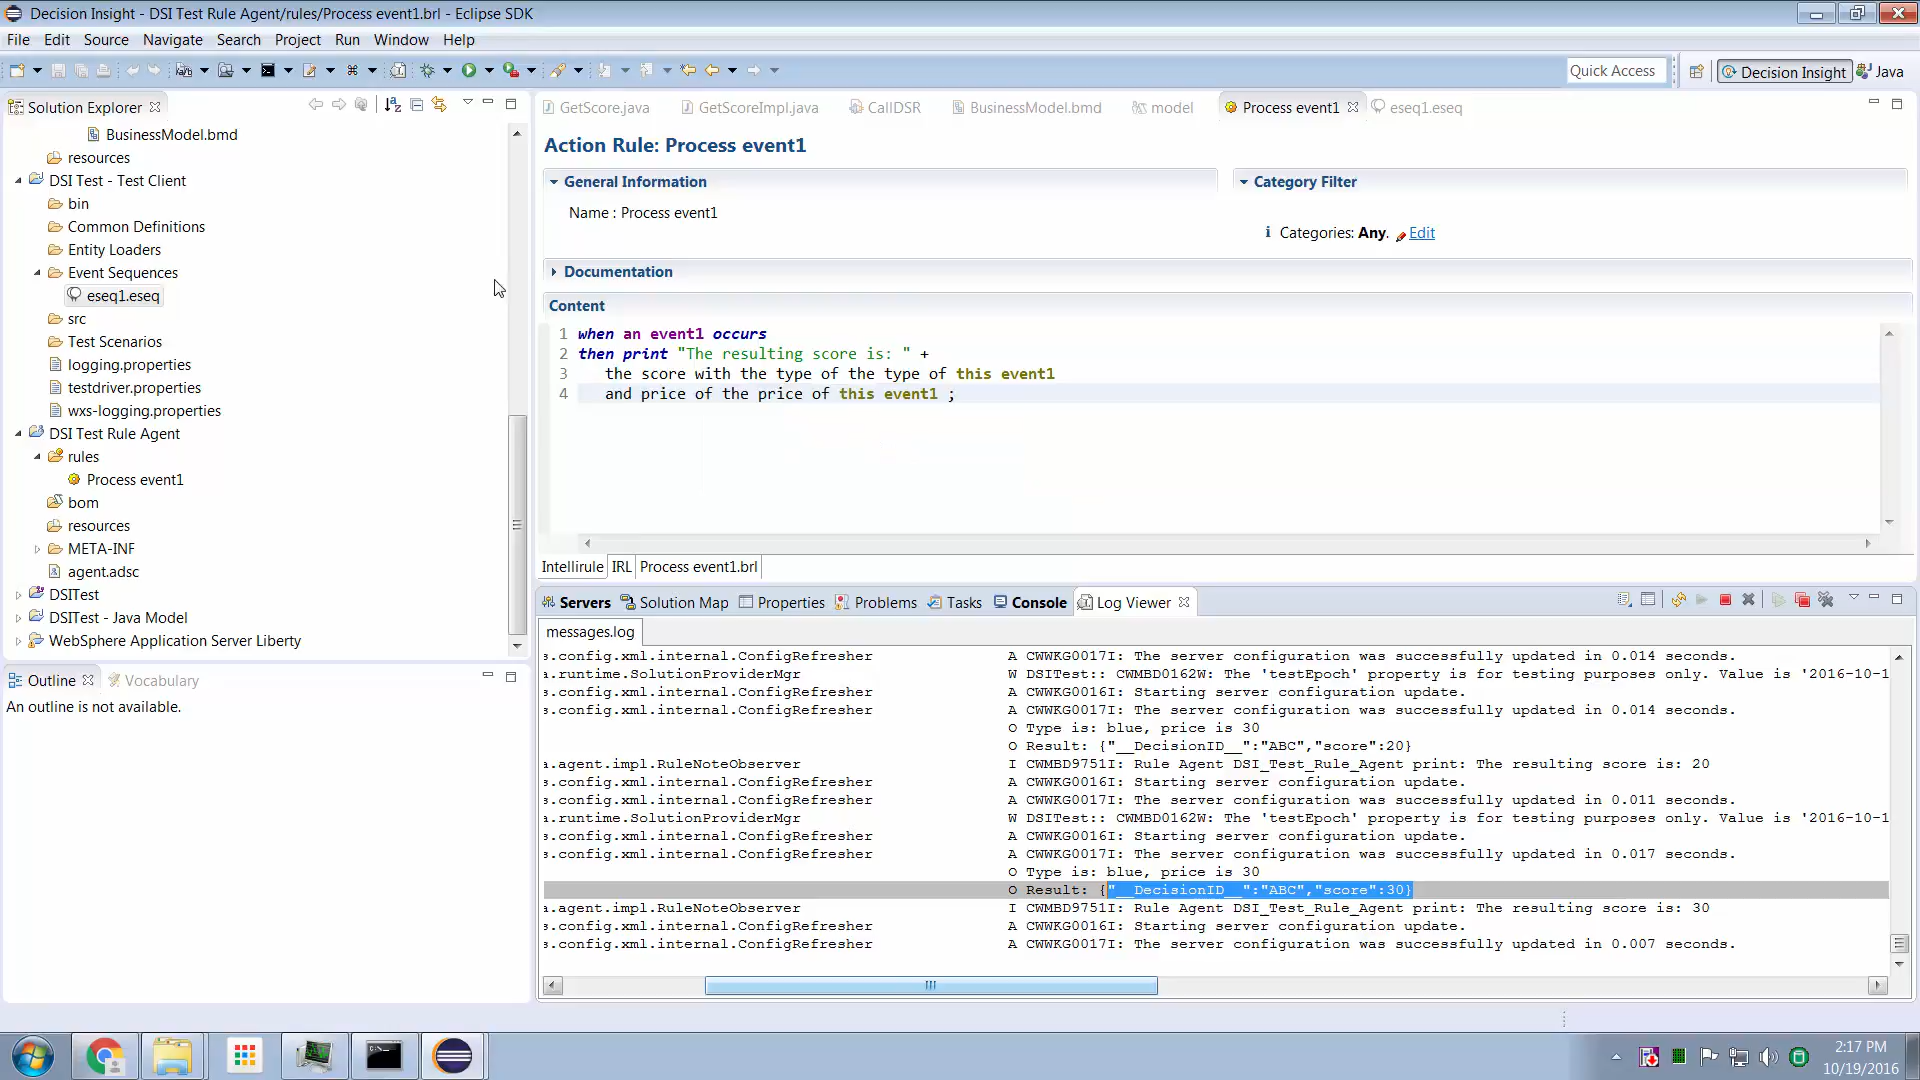 Decision Insight - DSI Test Rule Agent/rules/Process event1.brl - Eclipse SDK
File Edit Source Navigate Search Project Run Window Help
Quick Access
Decision Insight
Java
Solution Explorer
BusinessModel.bmd
resources
DSI Test - Test Client
bin
Common Definitions
Entity Loaders
Event Sequences
eseq1.eseq
src
Test Scenarios
logging.properties
testdriver.properties
wxs-logging.properties
DSI Test Rule Agent
rules
Process event1
bom
resources
META-INF
agent.adsc
DSITest
DSITest - Java Model
WebSphere Application Server Liberty
Outline Vocabulary
An outline is not available.
GetScore.java GetScoreImpl.java CallDSR BusinessModel.bmd model Process event1 eseq1.eseq
Action Rule: Process event1
General Information
Name : Process event1
Category Filter
Categories: Any. Edit
Documentation
Content
1 when an event1 occurs
2 then print "The resulting score is: " +
3 the score with the type of the type of this event1
4 and price of the price of this event1 ;
Intellirule IRL Process event1.brl
Servers Solution Map Properties Problems Tasks Console Log Viewer
messages.log
s.config.xml.internal.ConfigRefresher A CWWKG0017I: The server configuration was successfully updated in 0.014 seconds.
a.runtime.SolutionProviderMgr W DSITest:: CWMBD0162W: The 'testEpoch' property is for testing purposes only. Value is '2016-10-1
s.config.xml.internal.ConfigRefresher A CWWKG0016I: Starting server configuration update.
s.config.xml.internal.ConfigRefresher A CWWKG0017I: The server configuration was successfully updated in 0.014 seconds.
O Type is: blue, price is 30
O Result: {"__DecisionID__":"ABC","score":20}
a.agent.impl.RuleNoteObserver I CWMBD9751I: Rule Agent DSI_Test_Rule_Agent print: The resulting score is: 20
s.config.xml.internal.ConfigRefresher A CWWKG0016I: Starting server configuration update.
s.config.xml.internal.ConfigRefresher A CWWKG0017I: The server configuration was successfully updated in 0.011 seconds.
a.runtime.SolutionProviderMgr W DSITest:: CWMBD0162W: The 'testEpoch' property is for testing purposes only. Value is '2016-10-1
s.config.xml.internal.ConfigRefresher A CWWKG0016I: Starting server configuration update.
s.config.xml.internal.ConfigRefresher A CWWKG0017I: The server configuration was successfully updated in 0.017 seconds.
O Type is: blue, price is 30
O Result: {"__DecisionID__":"ABC","score":30}
a.agent.impl.RuleNoteObserver I CWMBD9751I: Rule Agent DSI_Test_Rule_Agent print: The resulting score is: 30
s.config.xml.internal.ConfigRefresher A CWWKG0016I: Starting server configuration update.
s.config.xml.internal.ConfigRefresher A CWWKG0017I: The server configuration was successfully updated in 0.007 seconds.
2:17 PM
10/19/2016